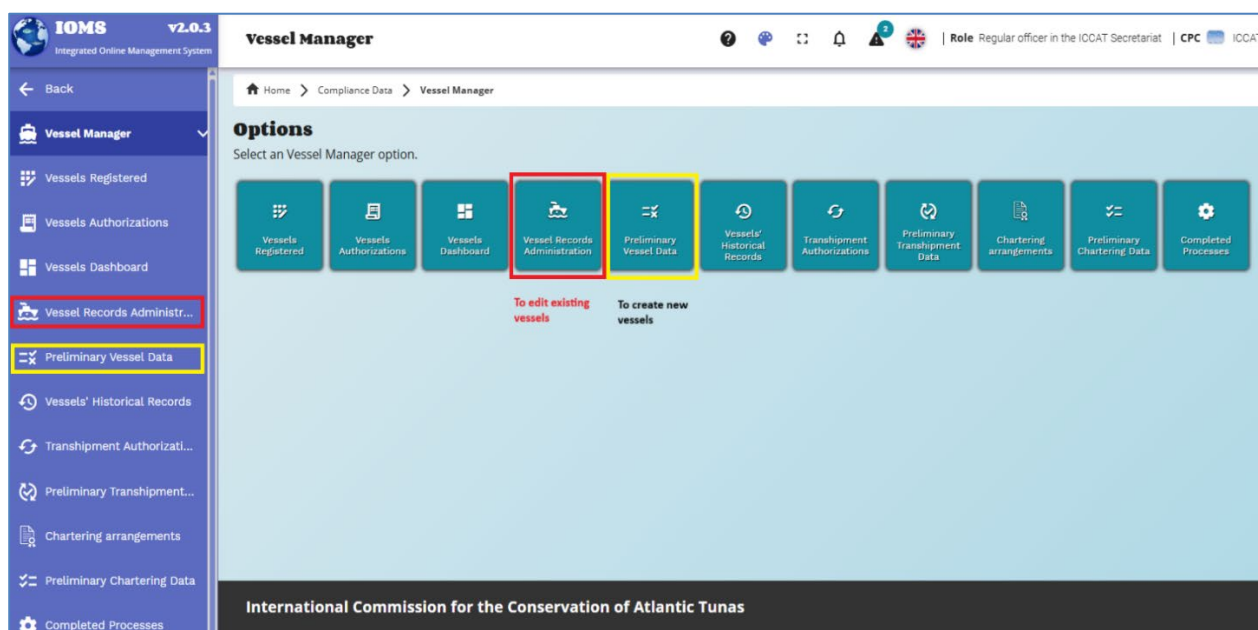 IOMS v2.0.3
Integrated Online Management System
Back
Vessel Manager
Vessels Registered
Vessels Authorizations
Vessels Dashboard
Vessel Records Administr...
Preliminary Vessel Data
Vessels' Historical Records
Transhipment Authorizati...
Preliminary Transhipment...
Chartering arrangements
Preliminary Chartering Data
Completed Processes
Vessel Manager
2
| Role Regular officer in the ICCAT Secretariat | CPC ICCAT
Home > Compliance Data > Vessel Manager
Options
Select an Vessel Manager option.
Vessels
Registered
Vessels
Authorizations
Vessels
Dashboard
Vessel Records
Administration
Preliminary
Vessel Data
Vessels'
Historical
Records
Transhipment
Authorizations
Preliminary
Transhipment
Data
Chartering
arrangements
Preliminary
Chartering Data
Completed
Processes
To edit existing
vessels
To create new
vessels
International Commission for the Conservation of Atlantic Tunas